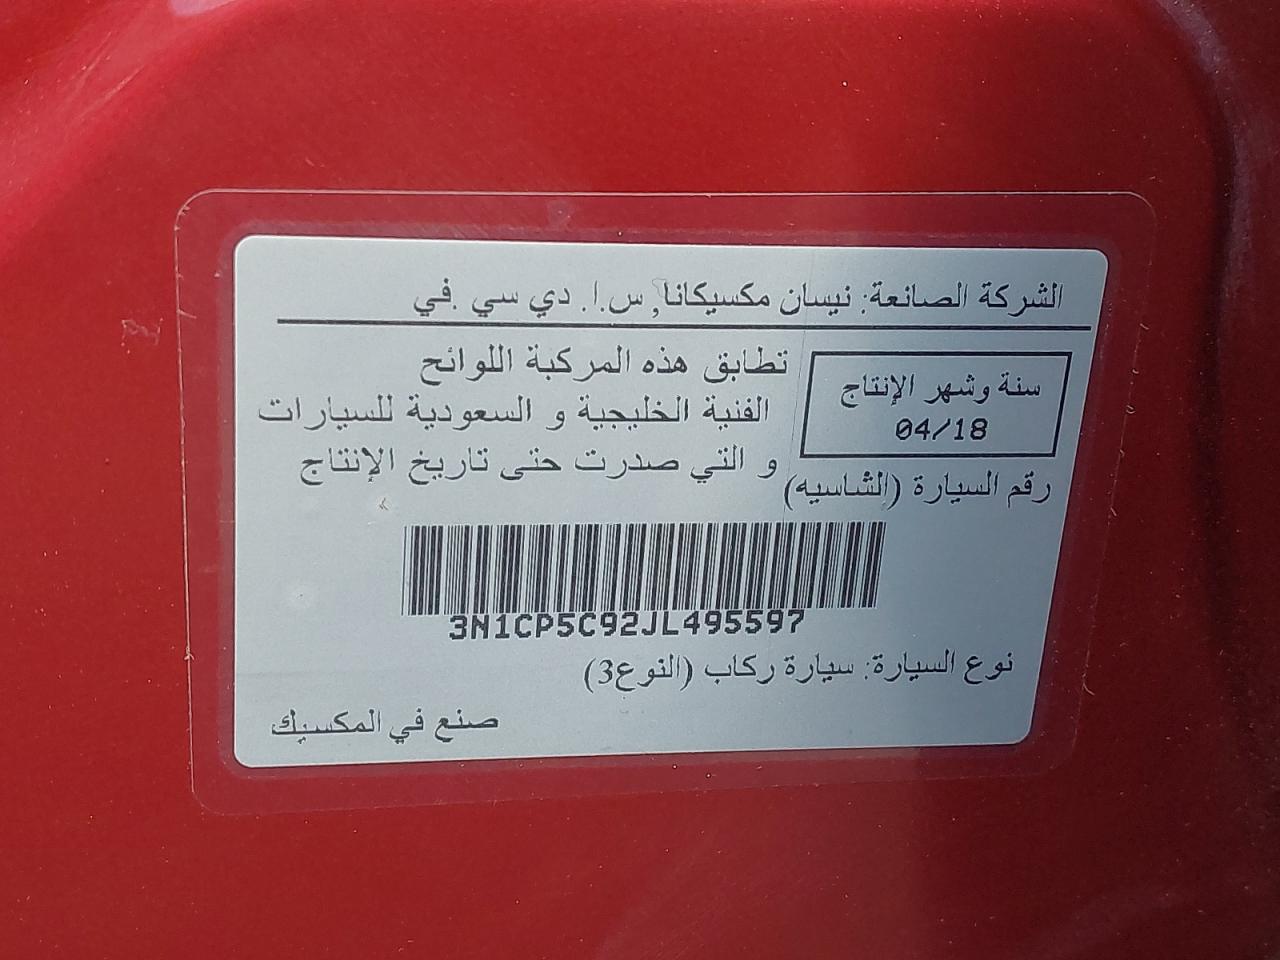 الشركة الصانعة: نيسان مكسيكانا, س.ا. دي سي .في
سنة وشهر الإنتاج
04/18
تطابق هذه المركبة اللوائح
الفنية الخليجية و السعودية للسيارات
و التي صدرت حتى تاريخ الإنتاج
رقم السيارة (الشاسيه)
3N1CP5C92JL495597
نوع السيارة: سيارة ركاب (النوع3)
صنع في المكسيك